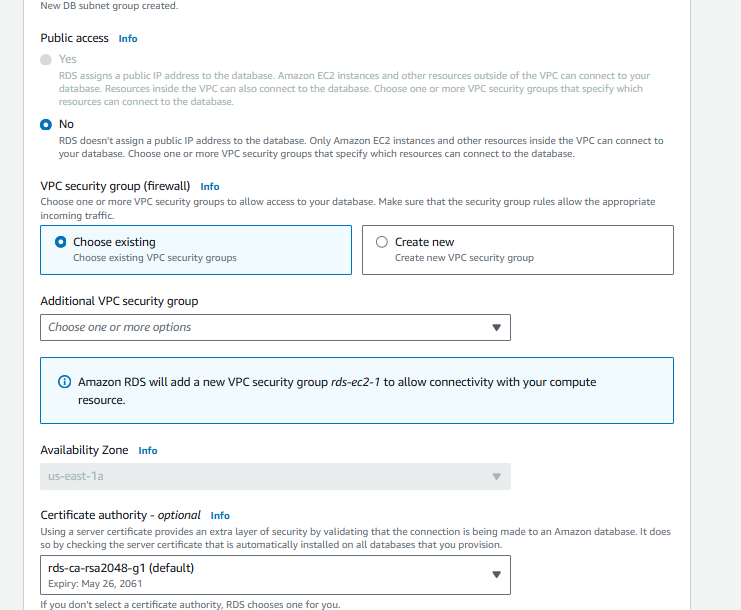 New DB subnet group created.
Public access Info
Yes
RDS assigns a public IP address to the database. Amazon EC2 instances and other resources outside of the VPC can connect to your
database. Resources inside the VPC can also connect to the database. Choose one or more VPC security groups that specify which
resources can connect to the database.
No
RDS doesn't assign a public IP address to the database. Only Amazon EC2 instances and other resources inside the VPC can connect to
your database. Choose one or more VPC security groups that specify which resources can connect to the database.
VPC security group (firewall) Info
Choose one or more VPC security groups to allow access to your database. Make sure that the security group rules allow the appropriate
incoming traffic.
Choose existing
Choose existing VPC security groups
Create new
Create new VPC security group
Additional VPC security group
Choose one or more options
Amazon RDS will add a new VPC security group rds-ec2-1 to allow connectivity with your compute
resource.
Availability Zone Info
us-east-1a
Certificate authority - optional Info
Using a server certificate provides an extra layer of security by validating that the connection is being made to an Amazon database. It does
so by checking the server certificate that is automatically installed on all databases that you provision.
rds-ca-rsa2048-g1 (default)
Expiry: May 26, 2061
If you don't select a certificate authority, RDS chooses one for you.